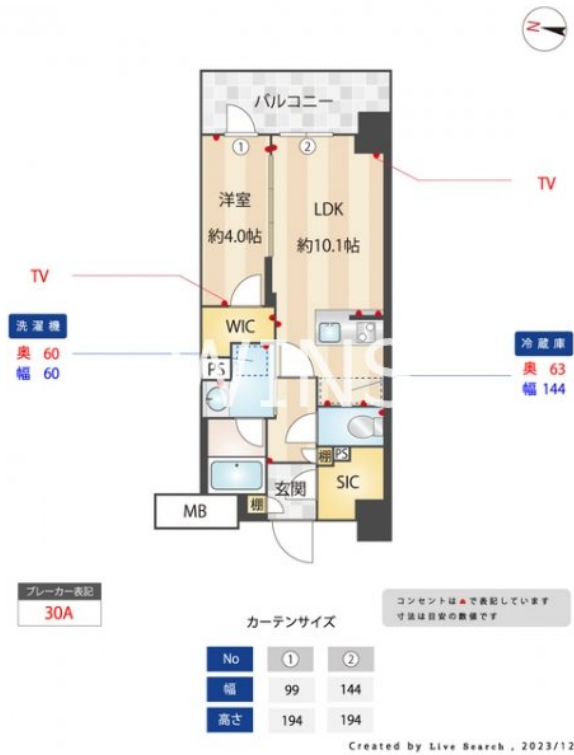 N
バルコニー
① ②
洋室
約4.0帖
LDK
約10.1帖
TV
TV
WIC
洗濯機
奥 60
幅 60
冷蔵庫
奥 63
幅 144
PS
WINS
棚 PS
SIC
玄関
棚
MB
ブレーカー表記
30A
コンセントは で表記しています
寸法は目安の数値です
カーテンサイズ
No ① ②
幅 99 144
高さ 194 194
Created by Live Search , 2023/12